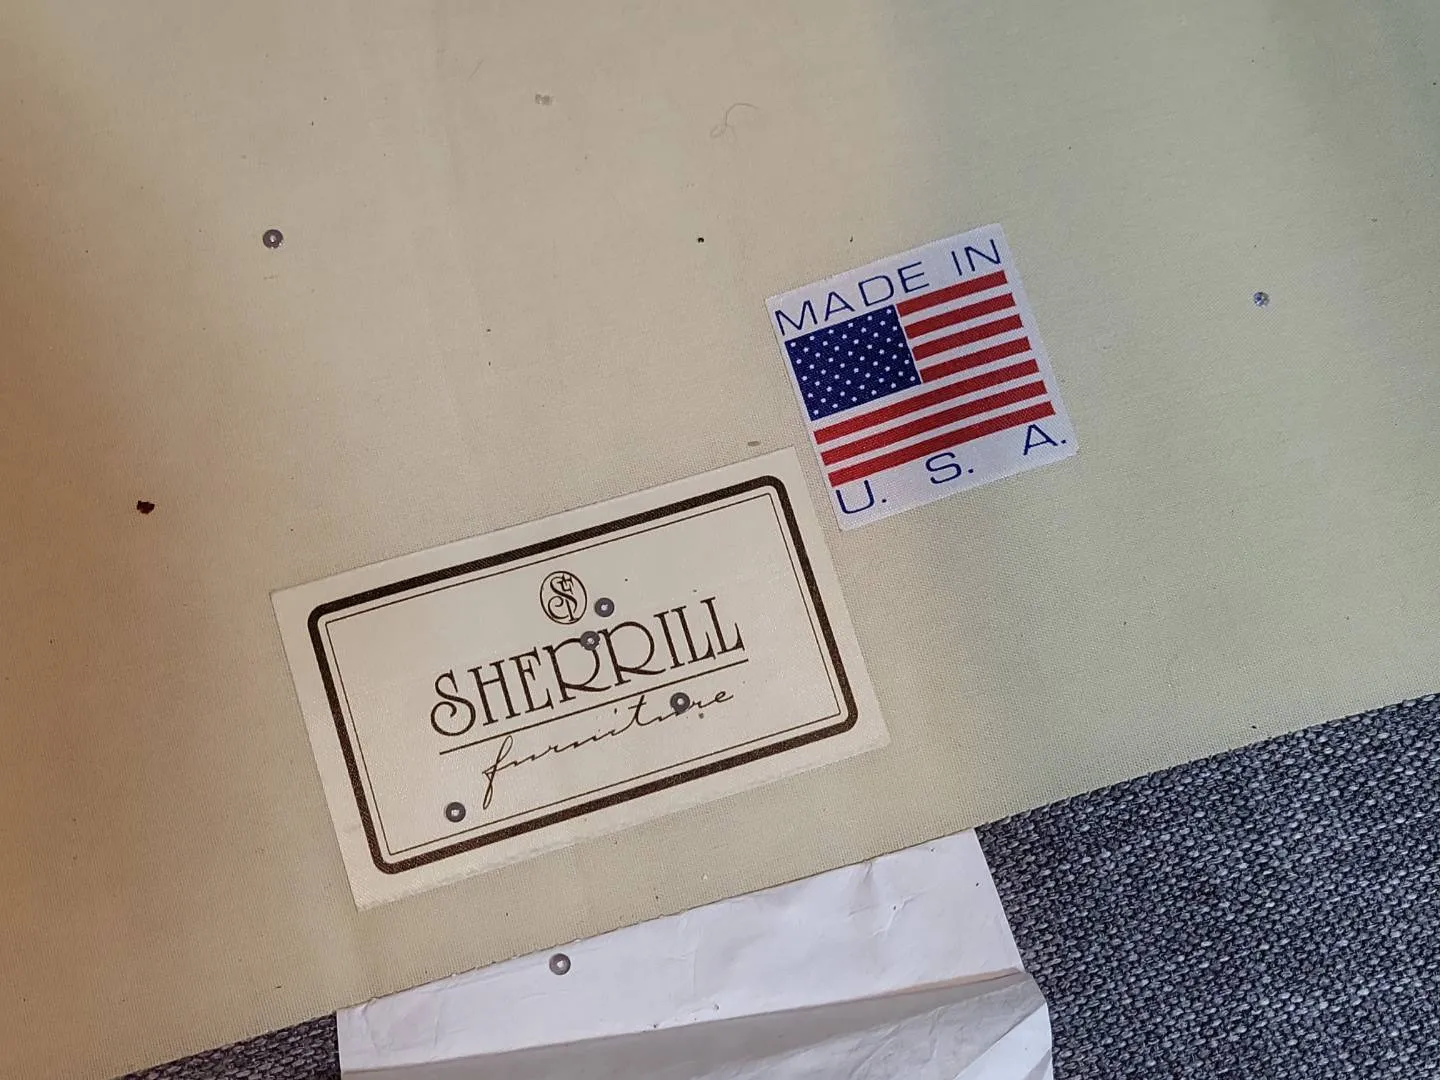 MADE IN
U. S. A.
SHERRILL
furniture